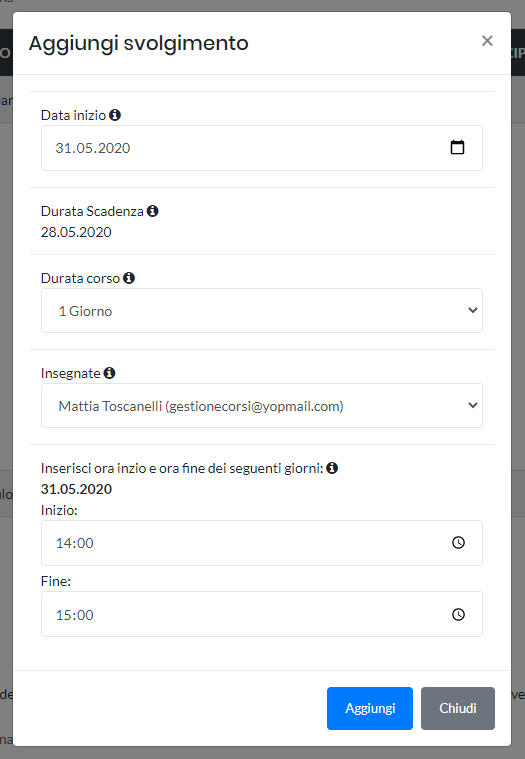 Aggiungi svolgimento ×
Data inizio
31.05.2020
Durata Scadenza
28.05.2020
Durata corso
1 Giorno
Insegnate
Mattia Toscanelli (gestionecorsi@yopmail.com)
Inserisci ora inzio e ora fine dei seguenti giorni:
31.05.2020
Inizio:
14:00
Fine:
15:00
Aggiungi
Chiudi